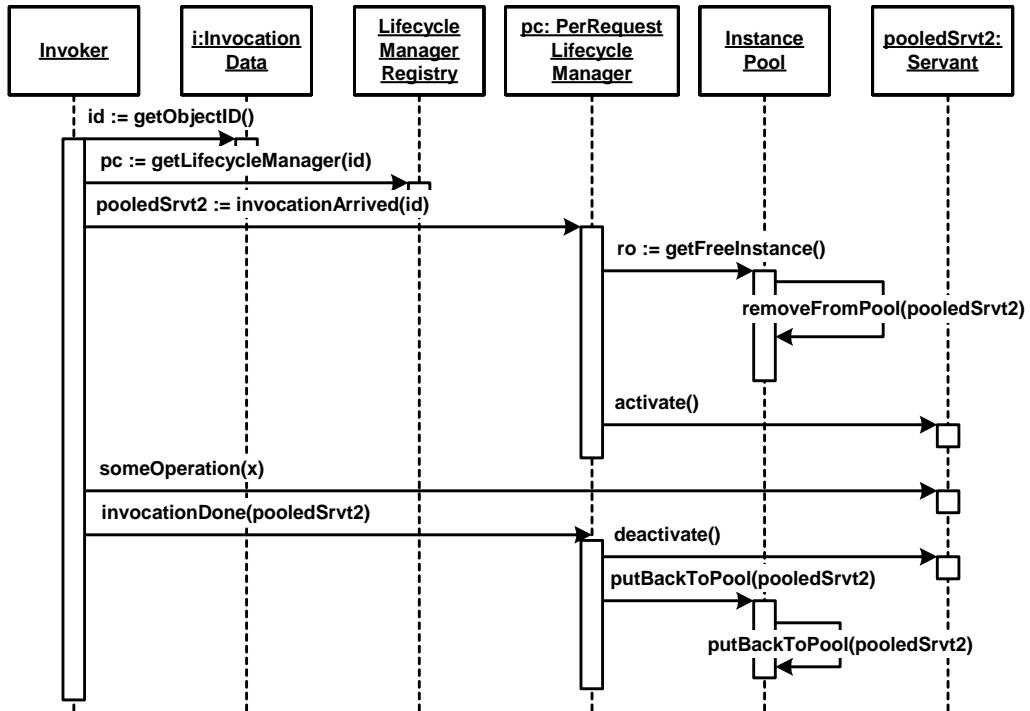 Invoker
i:Invocation
Data
Lifecycle
Manager
Registry
pc: PerRequest
Lifecycle
Manager
Instance
Pool
pooledSrvt2:
Servant
id := getObjectID()
pc := getLifecycleManager(id)
pooledSrvt2 := invocationArrived(id)
ro := getFreeInstance()
removeFromPool(pooledSrvt2)
activate()
someOperation(x)
invocationDone(pooledSrvt2)
deactivate()
putBackToPool(pooledSrvt2)
putBackToPool(pooledSrvt2)